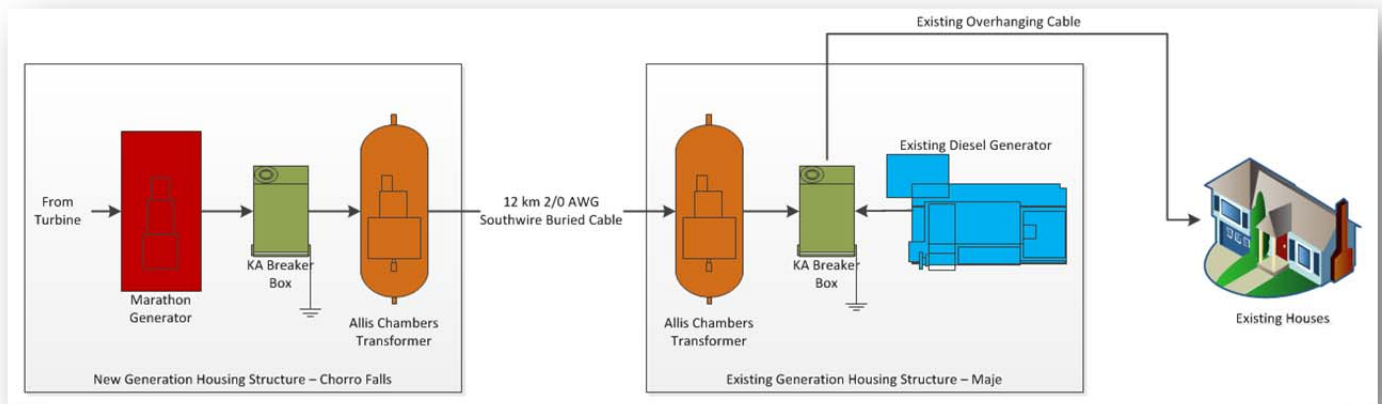 Existing Overhanging Cable
From
Turbine
Marathon
Generator
KA Breaker
Box
Allis Chambers
Transformer
New Generation Housing Structure – Chorro Falls
12 km 2/0 AWG
Southwire Buried Cable
Allis Chambers
Transformer
KA Breaker
Box
Existing Diesel Generator
Existing Generation Housing Structure – Maje
Existing Houses